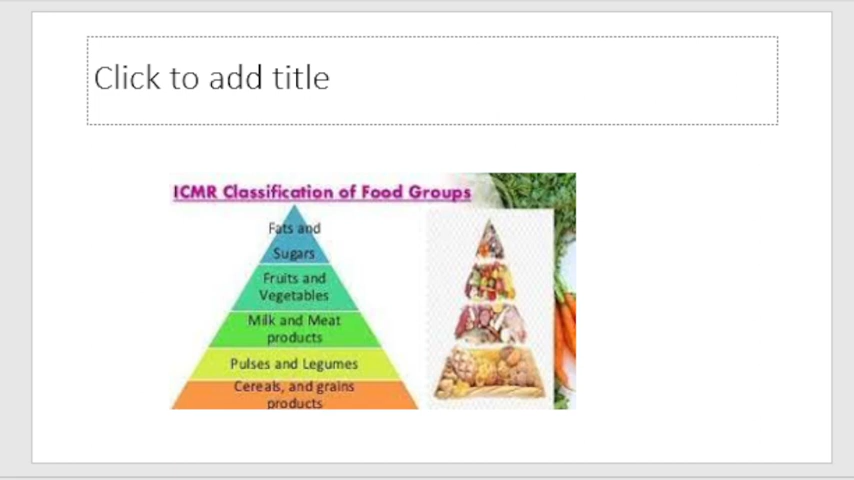 Click to add title
ICMR Classification of Food Groups
Fats and
Sugars
Fruits and
Vegetables
Milk and Meat
products
Pulses and Legumes
Cereals, and grains
products